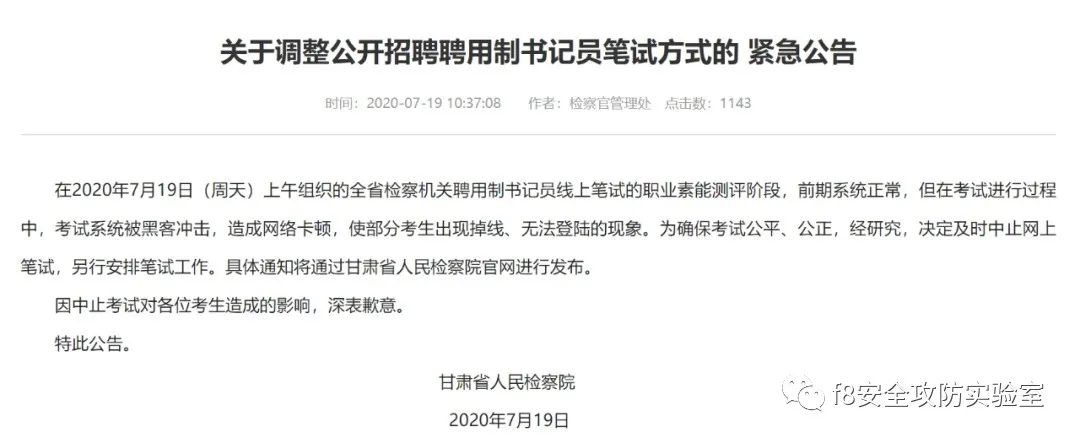 关于调整公开招聘聘用制书记员笔试方式的 紧急公告
时间：2020-07-19 10:37:08 作者：检察官管理处 点击数：1143
在2020年7月19日（周天）上午组织的全省检察机关聘用制书记员线上笔试的职业素能测评阶段，前期系统正常，但在考试进行过程
中，考试系统被黑客冲击，造成网络卡顿，使部分考生出现掉线、无法登陆的现象。为确保考试公平、公正，经研究，决定及时中止网上
笔试，另行安排笔试工作。具体通知将通过甘肃省人民检察院官网进行发布。
因中止考试对各位考生造成的影响，深表歉意。
特此公告。
甘肃省人民检察院
2020年7月19日
f8安全攻防实验室